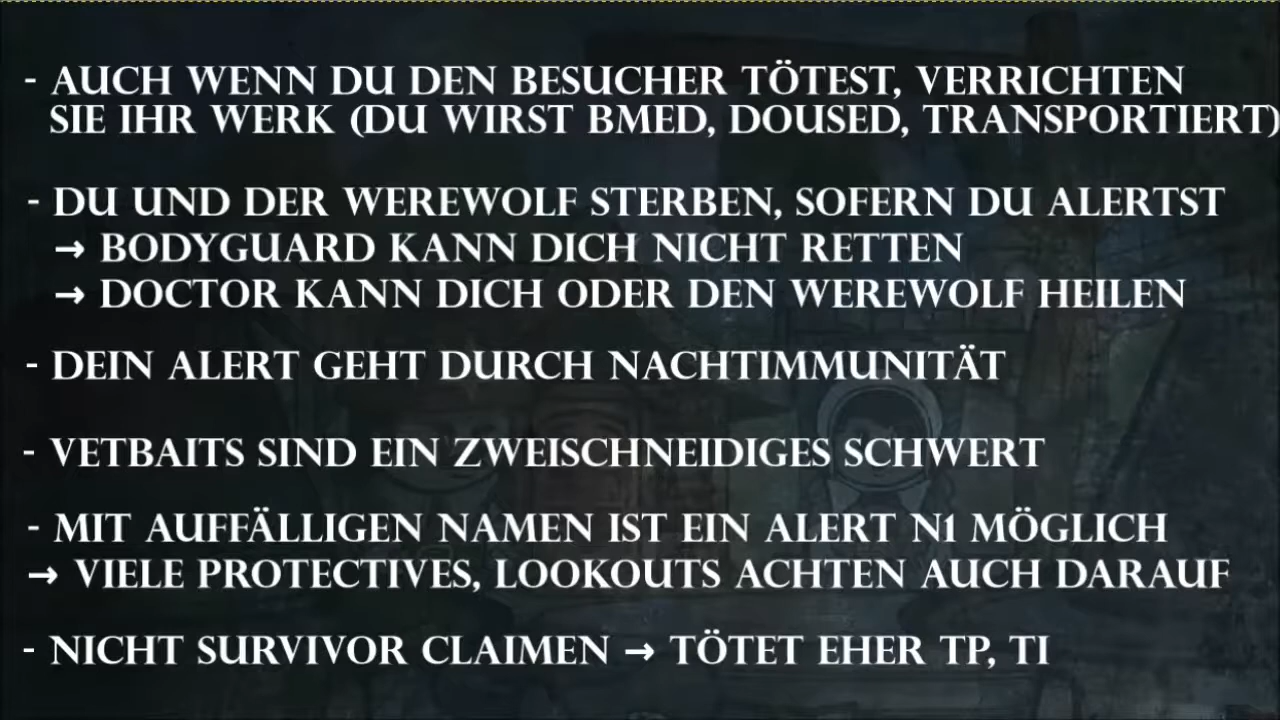 - AUCH WENN DU DEN BESUCHER TÖTEST, VERRICHTEN
SIE IHR WERK (DU WIRST BMED, DOUSED, TRANSPORTIERT)
- DU UND DER WEREWOLF STERBEN, SOFERN DU ALERTST
→ BODYGUARD KANN DICH NICHT RETTEN
→ DOCTOR KANN DICH ODER DEN WEREWOLF HEILEN
- DEIN ALERT GEHT DURCH NACHTIMMUNITÄT
- VETBAITS SIND EIN ZWEISCHNEIDIGES SCHWERT
- MIT AUFFÄLLIGEN NAMEN IST EIN ALERT N1 MÖGLICH
→ VIELE PROTECTIVES, LOOKOUTS ACHTEN AUCH DARAUF
- NICHT SURVIVOR CLAIMEN → TÖTET EHER TP, TI